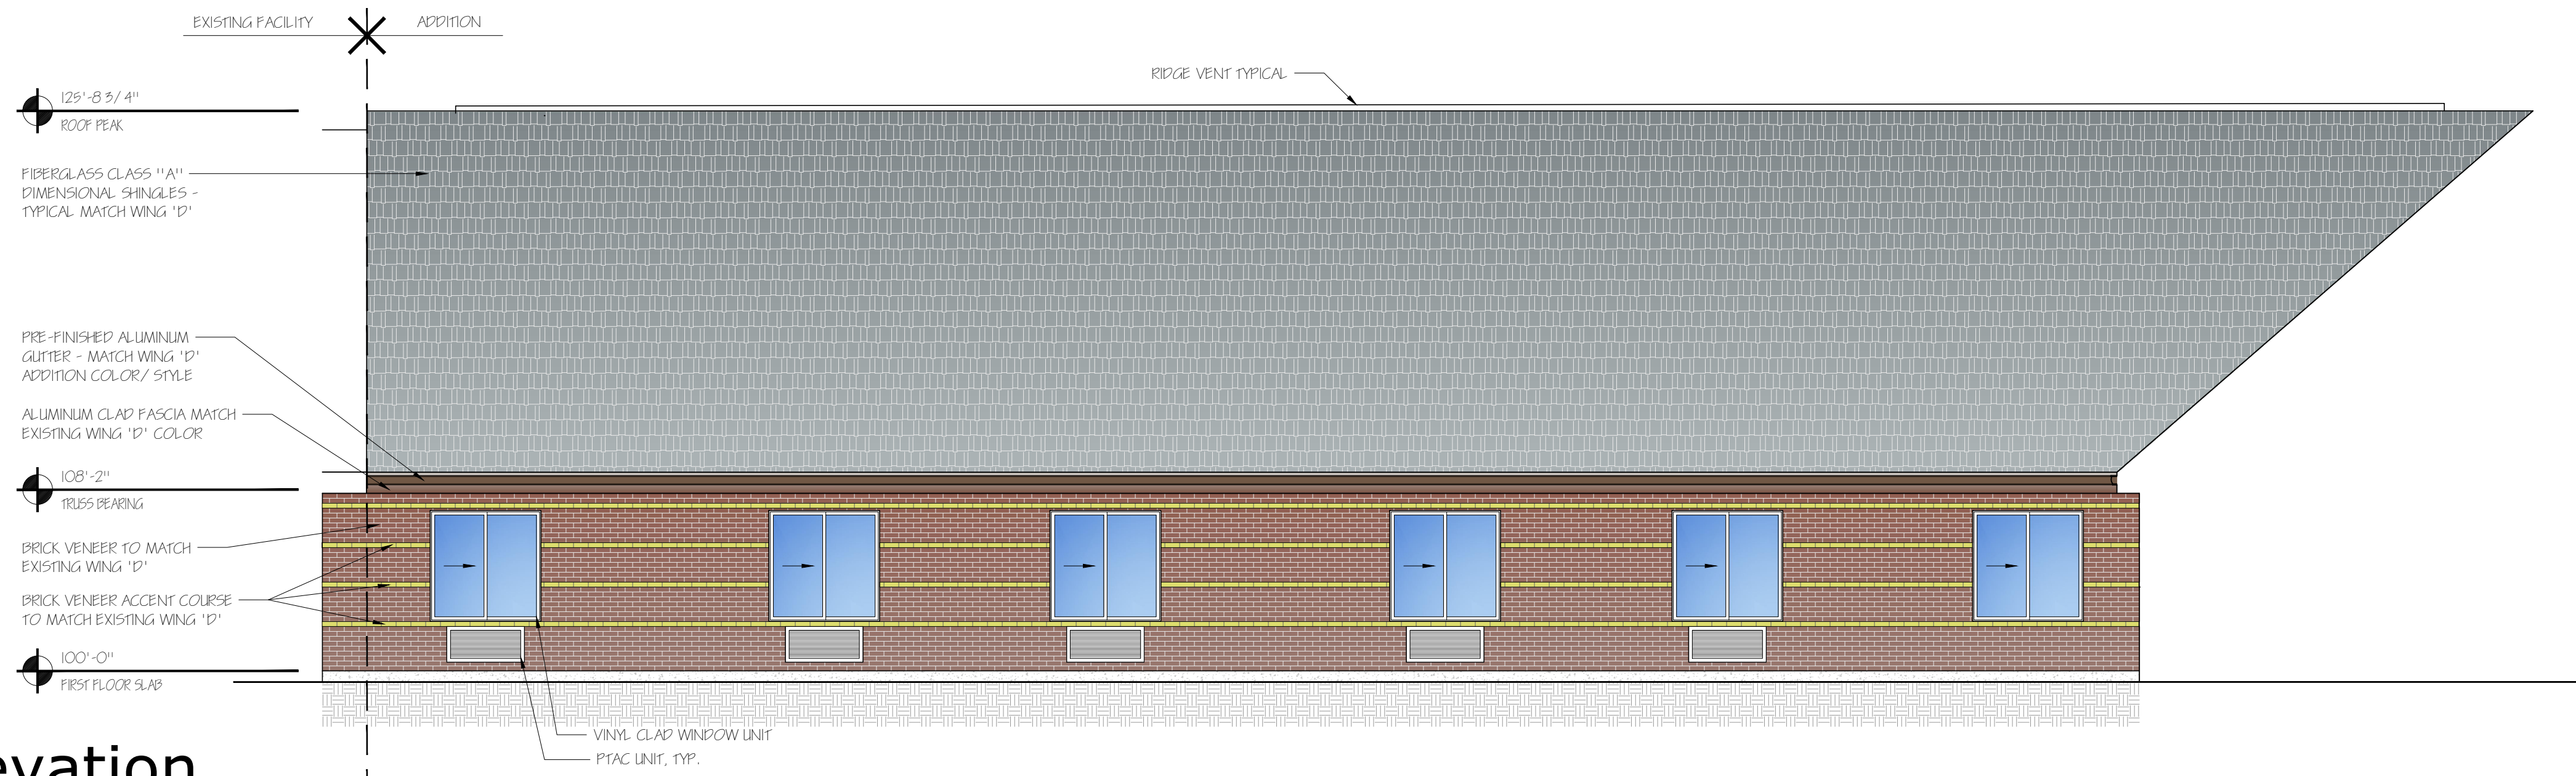 EXISTING FACILITY
ADDITION
RIDGE VENT TYPICAL
125'-8 3/4"
ROOF PEAK
FIBERGLASS CLASS "A"
DIMENSIONAL SHINGLES -
TYPICAL MATCH WING 'D'
PRE-FINISHED ALUMINUM
GUTTER - MATCH WING 'D'
ADDITION COLOR/ STYLE
ALUMINUM CLAD FASCIA MATCH
EXISTING WING 'D' COLOR
108'-2"
TRUSS BEARING
BRICK VENEER TO MATCH
EXISTING WING 'D'
BRICK VENEER ACCENT COURSE
TO MATCH EXISTING WING 'D'
100'-0"
FIRST FLOOR SLAB
VINYL CLAD WINDOW UNIT
PTAC UNIT, TYP.
evation